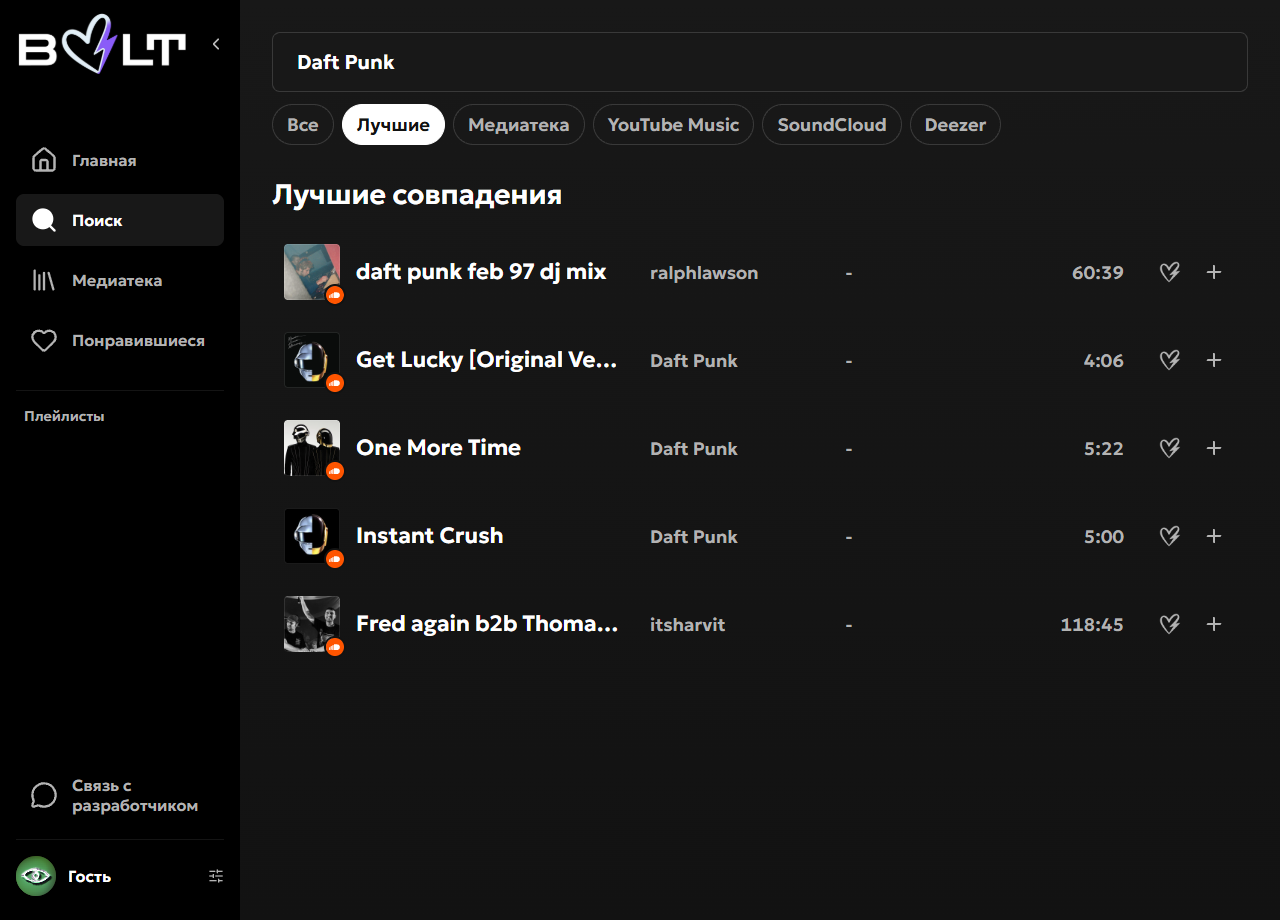 BOLT
Daft Punk
Все
Лучшие
Медиатека
YouTube Music
SoundCloud
Deezer
Главная
Поиск
Медиатека
Понравившиеся
Плейлисты
Лучшие совпадения
daft punk feb 97 dj mix ralphlawson - 60:39
Get Lucky [Original Ve... Daft Punk - 4:06
One More Time Daft Punk - 5:22
Instant Crush Daft Punk - 5:00
Fred again b2b Thoma... itsharvit - 118:45
Связь с
разработчиком
Гость